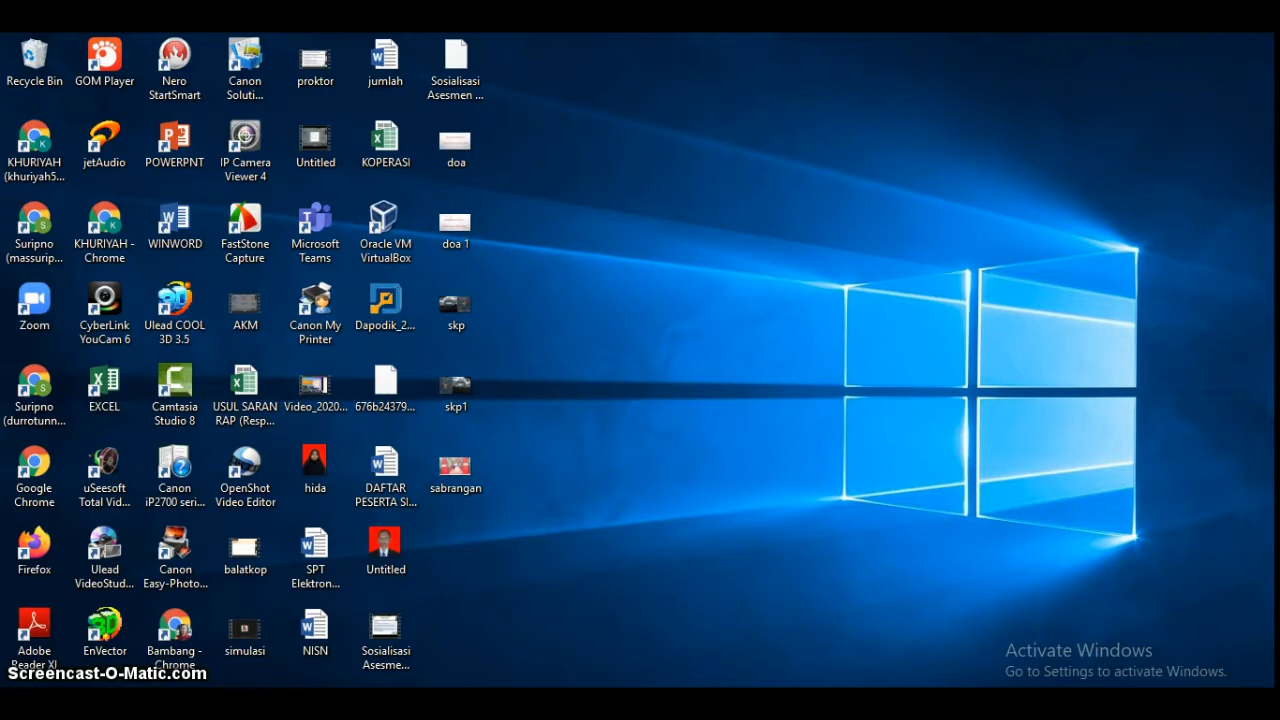 Recycle Bin
GOM Player
Nero
StartSmart
Canon
Soluti...
proktor
jumlah
Sosialisasi
Asesmen ...
KHURIYAH
(khuriyah5...
jetAudio
POWERPNT
IP Camera
Viewer 4
Untitled
KOPERASI
doa
Suripno
(massurip...
KHURIYAH -
Chrome
WINWORD
FastStone
Capture
Microsoft
Teams
Oracle VM
VirtualBox
doa 1
Zoom
CyberLink
YouCam 6
Ulead COOL
3D 3.5
AKM
Canon My
Printer
Dapodik_2...
skp
Suripno
(durrotunn...
EXCEL
Camtasia
Studio 8
USUL SARAN
RAP (Resp...
Video_2020...
676b24379...
skp1
Google
Chrome
uSeesoft
Total Vid...
Canon
iP2700 seri...
OpenShot
Video Editor
hida
DAFTAR
PESERTA SI...
sabrangan
Firefox
Ulead
VideoStud...
Canon
Easy-Photo...
balatkop
SPT
Elektron...
Untitled
Adobe
Reader XI
EnVector
Bambang -
Chrome
simulasi
NISN
Sosialisasi
Asesme...
Activate Windows
Go to Settings to activate Windows.
Screencast-O-Matic.com